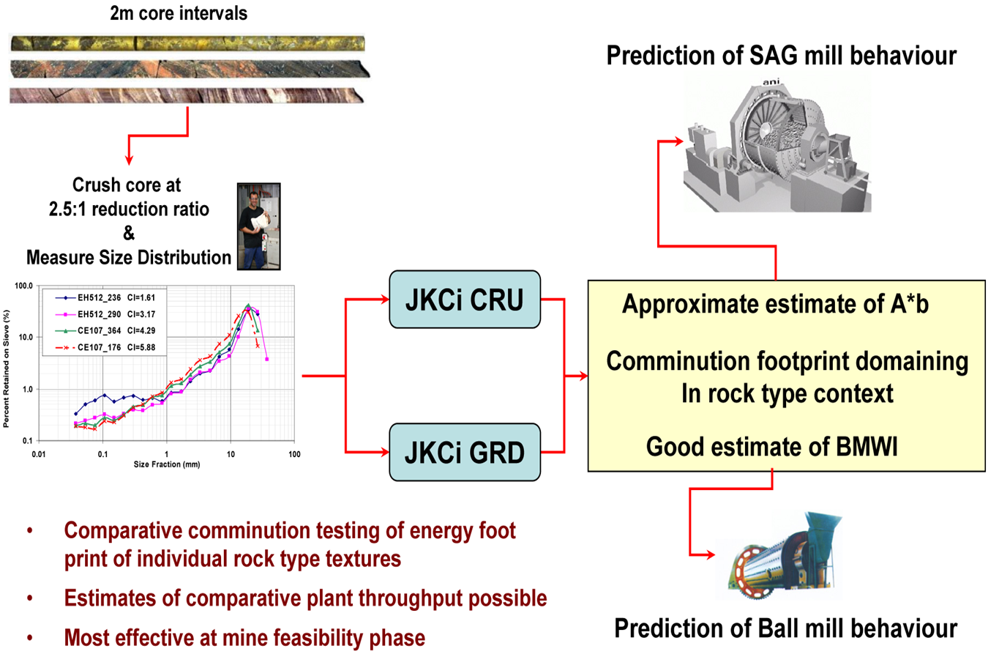 2m core intervals
Crush core at
2.5:1 reduction ratio
&
Measure Size Distribution
100.0
10.0
1.0
0.1
Percent Retained on Sieve (%)
EH512_236 CI=1.61
EH512_290 CI=3.17
CE107_364 CI=4.29
CE107_176 CI=5.88
0.01 0.1 1 10 100
Size Fraction (mm)
JKCi CRU
JKCi GRD
Prediction of SAG mill behaviour
ani
Approximate estimate of A*b
Comminution footprint domaining
In rock type context
Good estimate of BMWI
Prediction of Ball mill behaviour
• Comparative comminution testing of energy foot
print of individual rock type textures
• Estimates of comparative plant throughput possible
• Most effective at mine feasibility phase